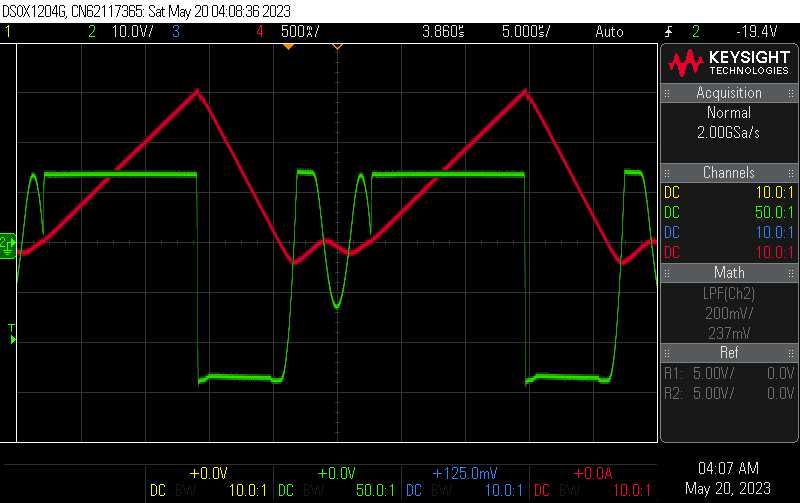 DSOX1204G, CN62117365: Sat May 20 04:08:36 2023
1 2 10.0V/ 3 4 500mA/ 3.860s 5.000s/ Auto 2 -19.4V
KEYSIGHT
TECHNOLOGIES
Acquisition
Normal
2.00GSa/s
Channels
DC 10.0:1
DC 50.0:1
DC 10.0:1
DC 10.0:1
Math
LPF(Ch2)
200mV/
237mV
Ref
R1: 5.00V/ 0.0V
R2: 5.00V/ 0.0V
2
T
+0.0V +0.0V +125.0mV +0.0A
DC BW 10.0:1 DC BW 50.0:1 DC BW 10.0:1 DC BW 10.0:1
04:07 AM
May 20, 2023